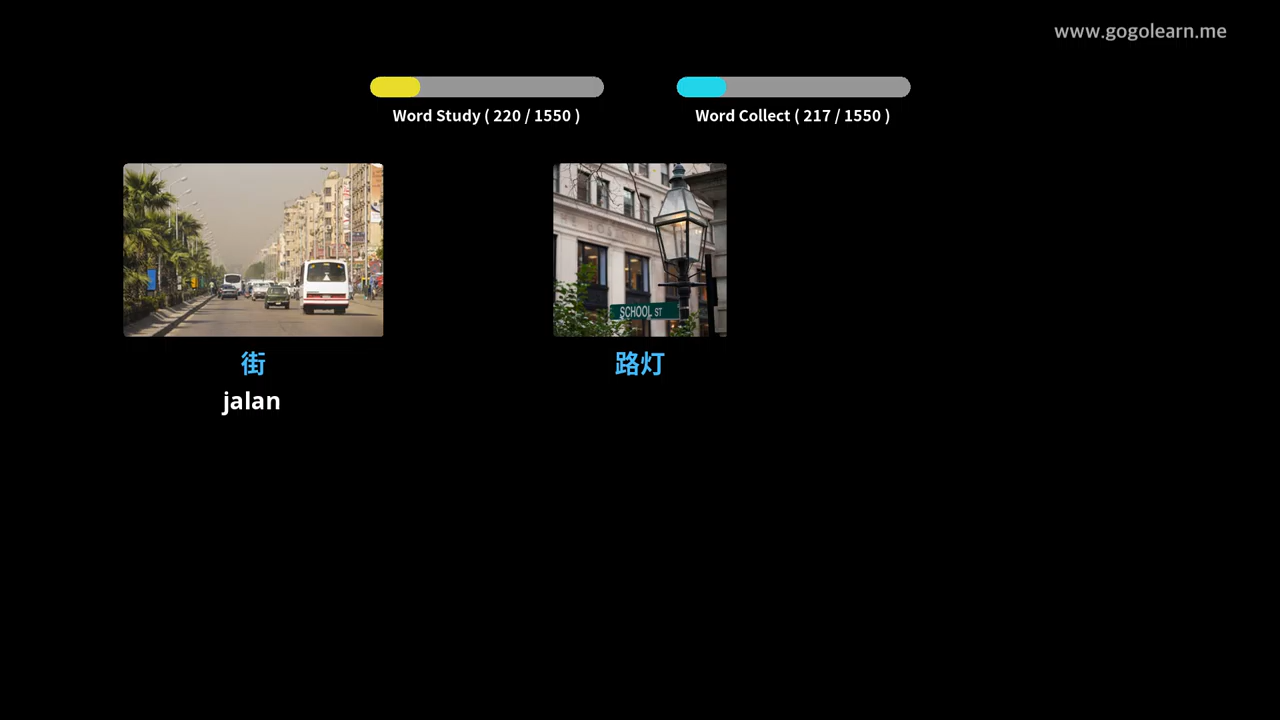 www.gogolearn.me
Word Study ( 220 / 1550 )
Word Collect ( 217 / 1550 )
SCHOOL ST
街
路灯
jalan